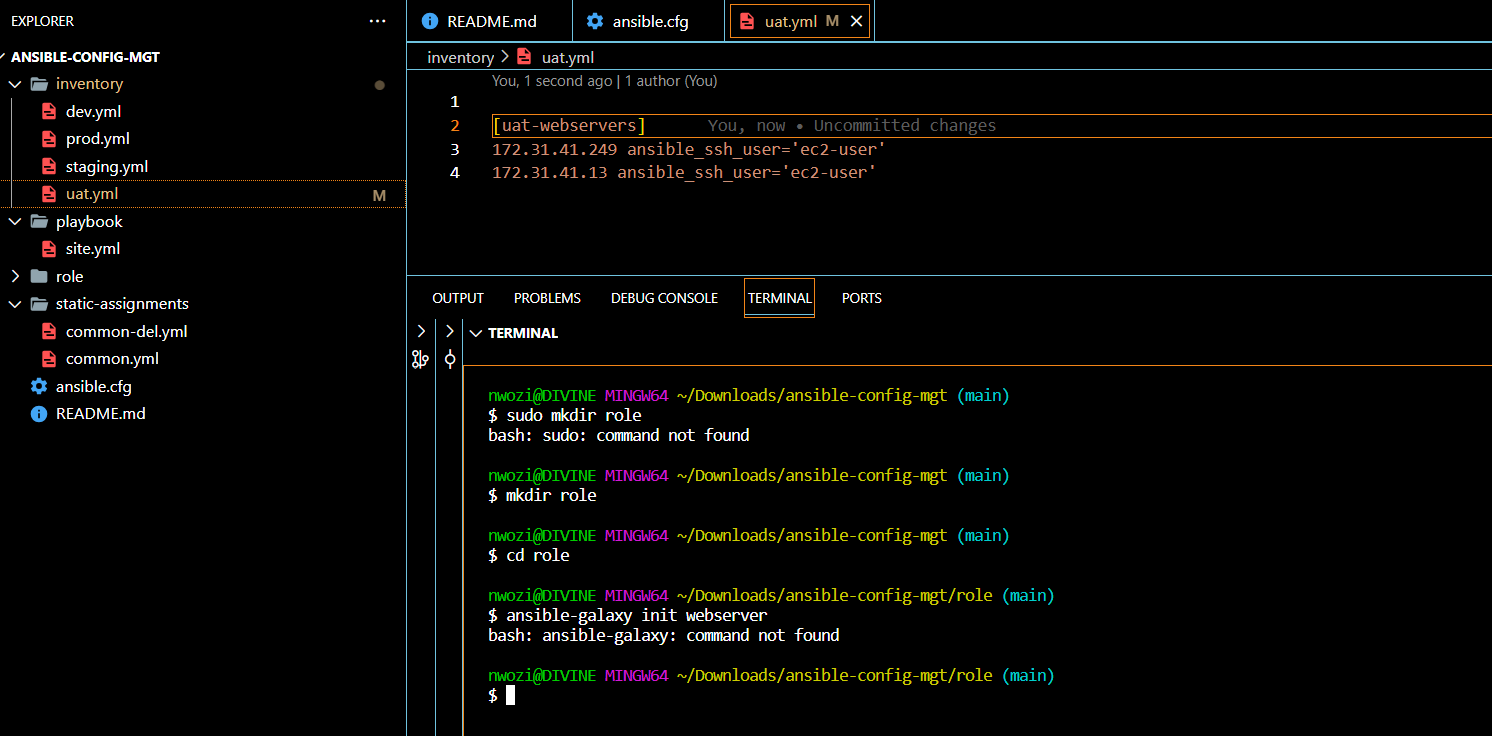 EXPLORER
ANSIBLE-CONFIG-MGT
inventory
dev.yml
prod.yml
staging.yml
uat.yml M
playbook
site.yml
role
static-assignments
common-del.yml
common.yml
ansible.cfg
README.md
README.md ansible.cfg uat.yml M
inventory > uat.yml
You, 1 second ago | 1 author (You)
1
2 [uat-webservers] You, now • Uncommitted changes
3 172.31.41.249 ansible_ssh_user='ec2-user'
4 172.31.41.13 ansible_ssh_user='ec2-user'
OUTPUT PROBLEMS DEBUG CONSOLE TERMINAL PORTS
TERMINAL
nwozi@DIVINE MINGW64 ~/Downloads/ansible-config-mgt (main)
$ sudo mkdir role
bash: sudo: command not found
nwozi@DIVINE MINGW64 ~/Downloads/ansible-config-mgt (main)
$ mkdir role
nwozi@DIVINE MINGW64 ~/Downloads/ansible-config-mgt (main)
$ cd role
nwozi@DIVINE MINGW64 ~/Downloads/ansible-config-mgt/role (main)
$ ansible-galaxy init webserver
bash: ansible-galaxy: command not found
nwozi@DIVINE MINGW64 ~/Downloads/ansible-config-mgt/role (main)
$